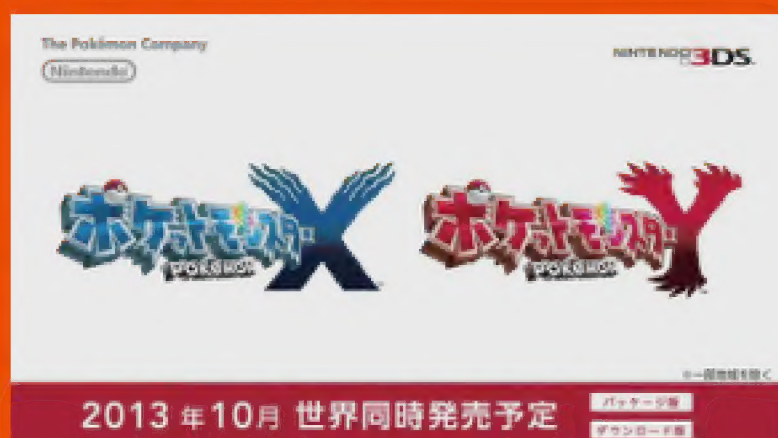 The Pokémon Company
Nintendo
NINTENDO3DS
ポケットモンスターX
POKÉMON
ポケットモンスターY
POKÉMON
※一部地域を除く
2013年10月 世界同時発売予定
パッケージ版
ダウンロード版